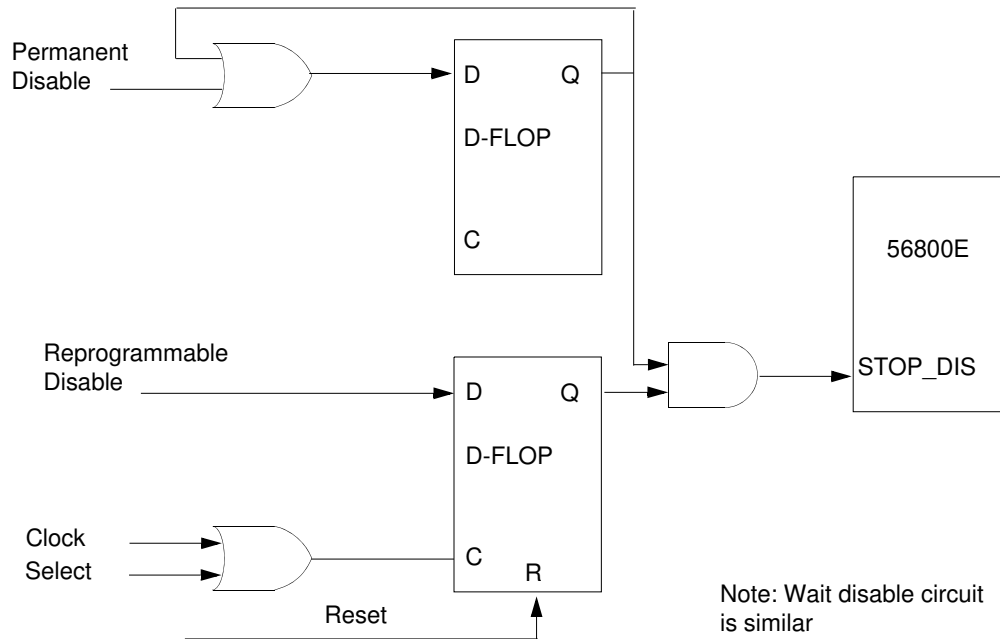 Permanent
Disable
D
Q
D-FLOP
C
56800E
STOP_DIS
Reprogrammable
Disable
D
Q
D-FLOP
Clock
Select
C
R
Reset
Note: Wait disable circuit
is similar